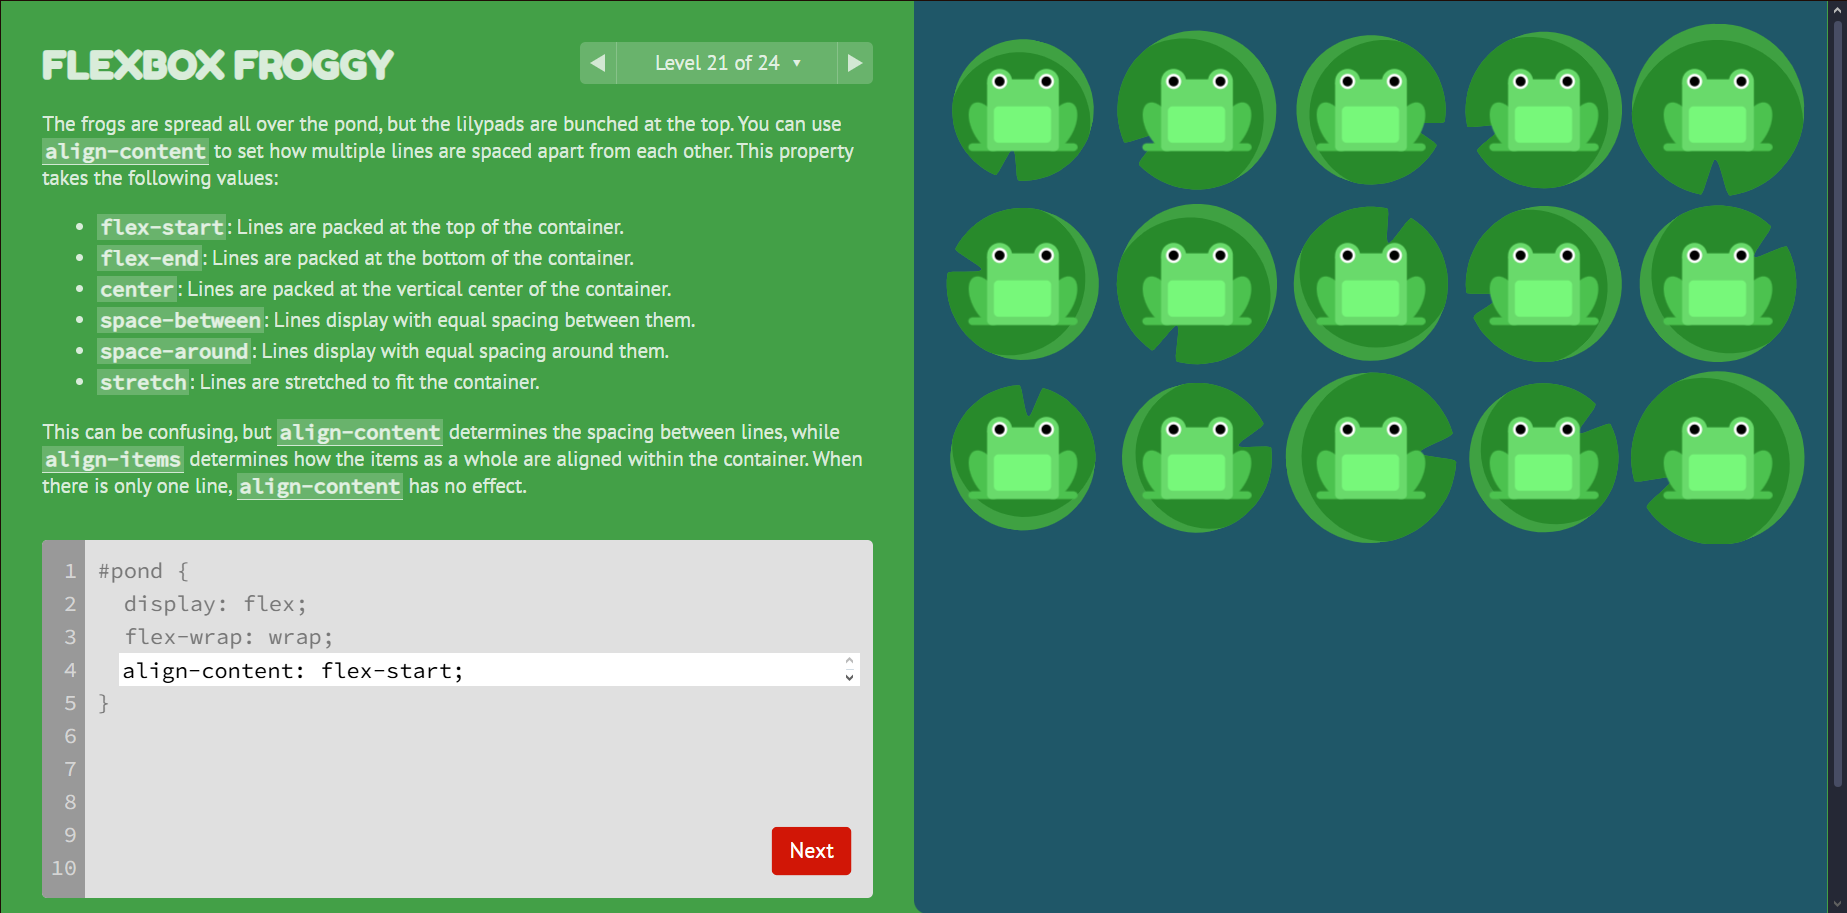 FLEXBOX FROGGY
Level 21 of 24
The frogs are spread all over the pond, but the lilypads are bunched at the top. You can use
align-content to set how multiple lines are spaced apart from each other. This property
takes the following values:
flex-start: Lines are packed at the top of the container.
flex-end: Lines are packed at the bottom of the container.
center: Lines are packed at the vertical center of the container.
space-between: Lines display with equal spacing between them.
space-around: Lines display with equal spacing around them.
stretch: Lines are stretched to fit the container.
This can be confusing, but align-content determines the spacing between lines, while
align-items determines how the items as a whole are aligned within the container. When
there is only one line, align-content has no effect.
1 #pond {
2 display: flex;
3 flex-wrap: wrap;
4 align-content: flex-start;
5 }
6
7
8
9
10
Next